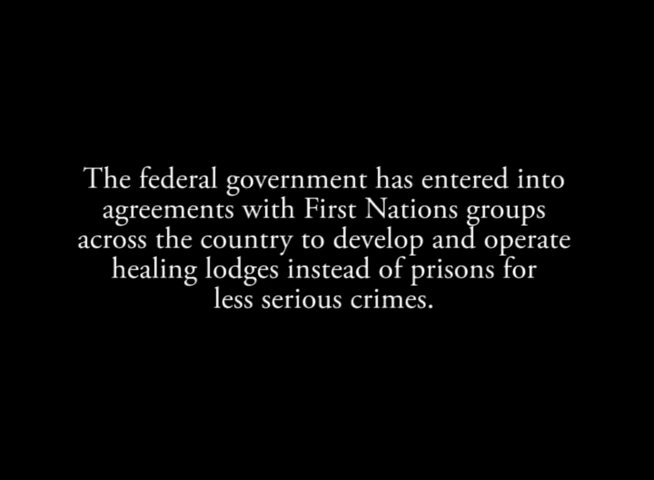 The federal government has entered into
agreements with First Nations groups
across the country to develop and operate
healing lodges instead of prisons for
less serious crimes.